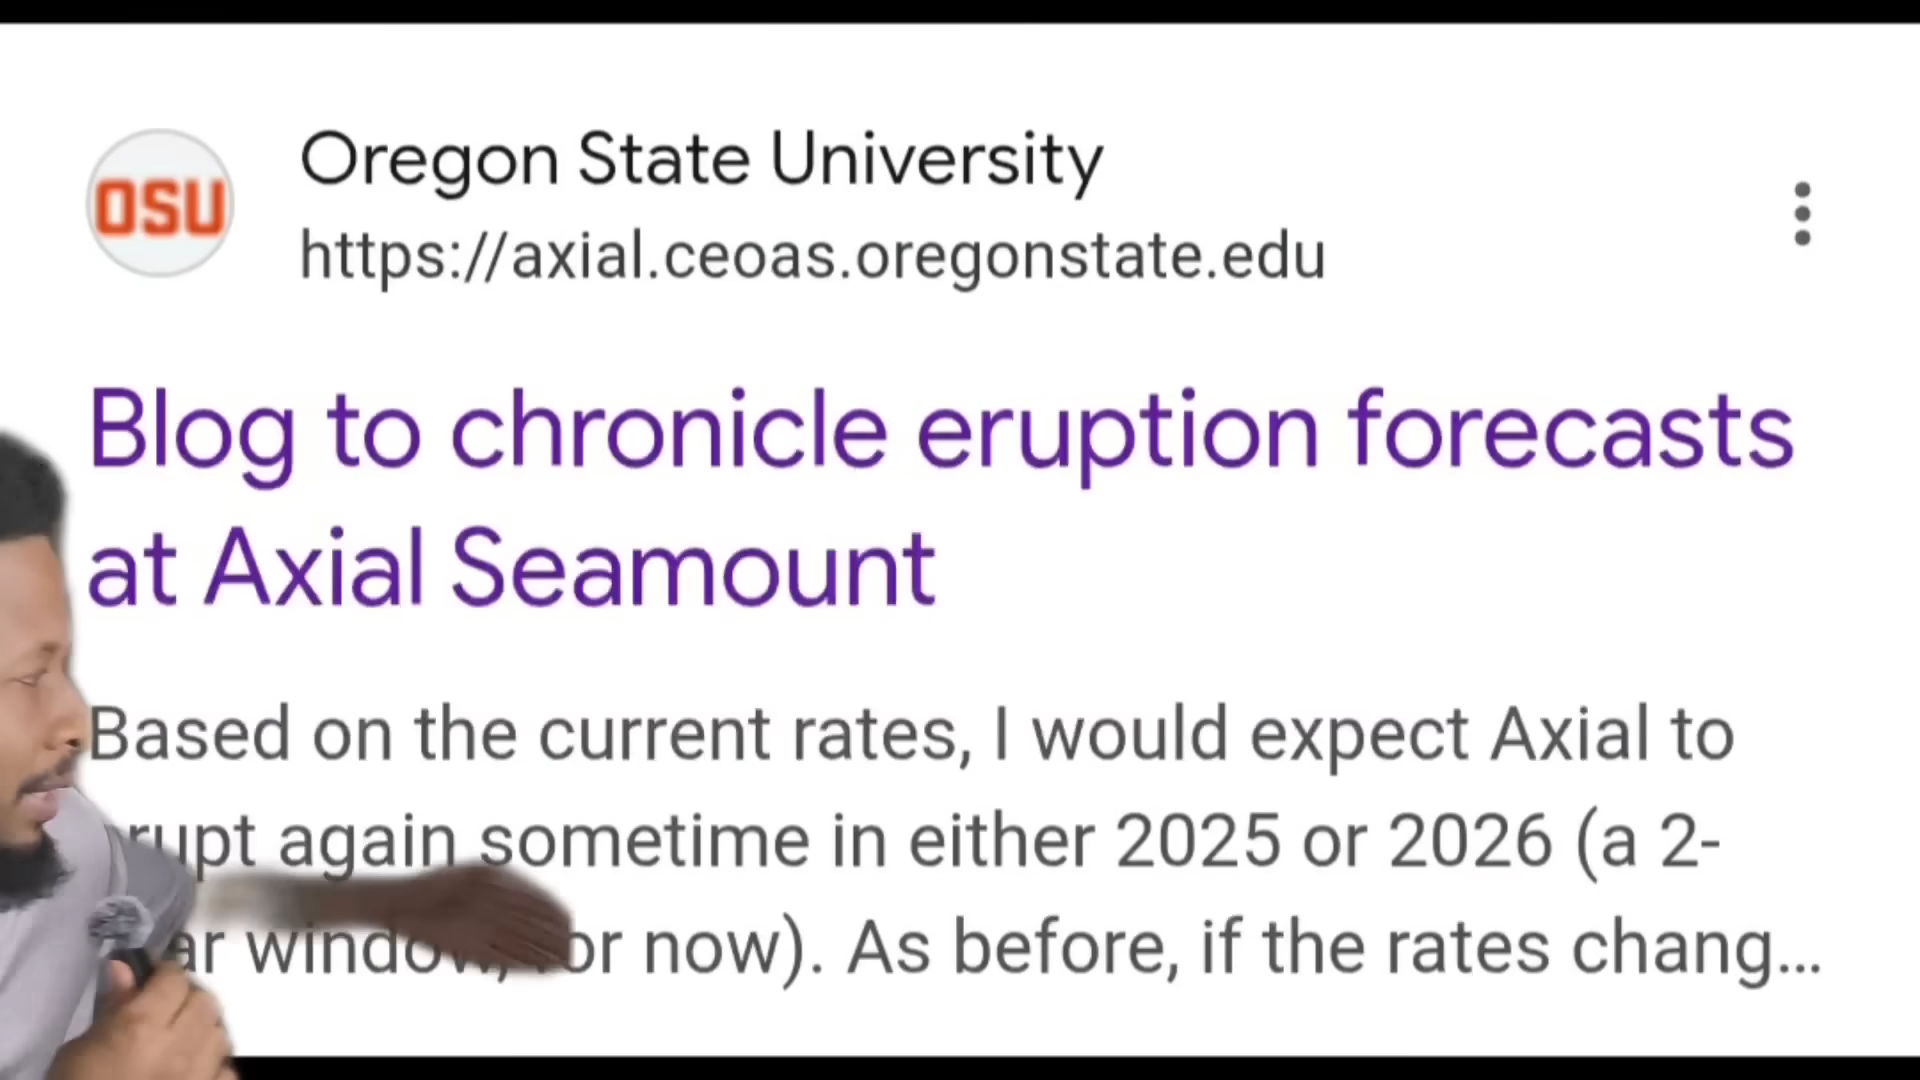 OSU
Oregon State University
https://axial.ceoas.oregonstate.edu
Blog to chronicle eruption forecasts
at Axial Seamount
Based on the current rates, I would expect Axial to
again sometime in either 2025 or 2026 (a 2-
window, for now). As before, if the rates chang...